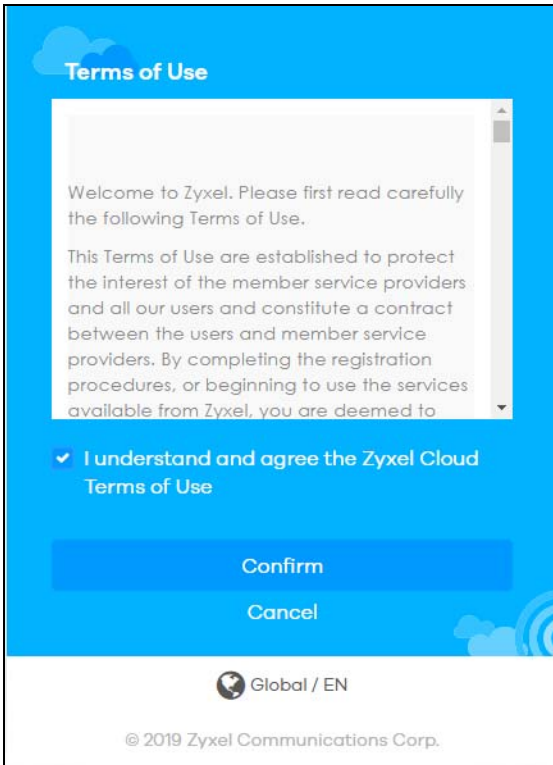 Terms of Use
Welcome to Zyxel. Please first read carefully
the following Terms of Use.
This Terms of Use are established to protect
the interest of the member service providers
and all our users and constitute a contract
between the users and member service
providers. By completing the registration
procedures, or beginning to use the services
available from Zyxel, you are deemed to
I understand and agree the Zyxel Cloud
Terms of Use
Confirm
Cancel
Global / EN
© 2019 Zyxel Communications Corp.